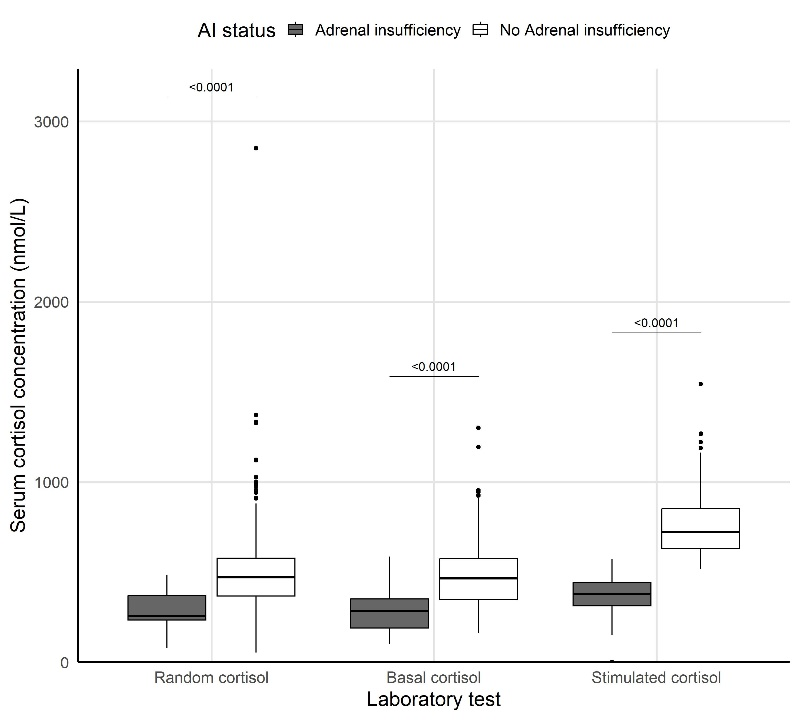 AI status Adrenal insufficiency No Adrenal insufficiency
<0.0001
3000
Serum cortisol concentration (nmol/L)
2000
<0.0001
<0.0001
1000
0
Random cortisol Basal cortisol Stimulated cortisol
Laboratory test